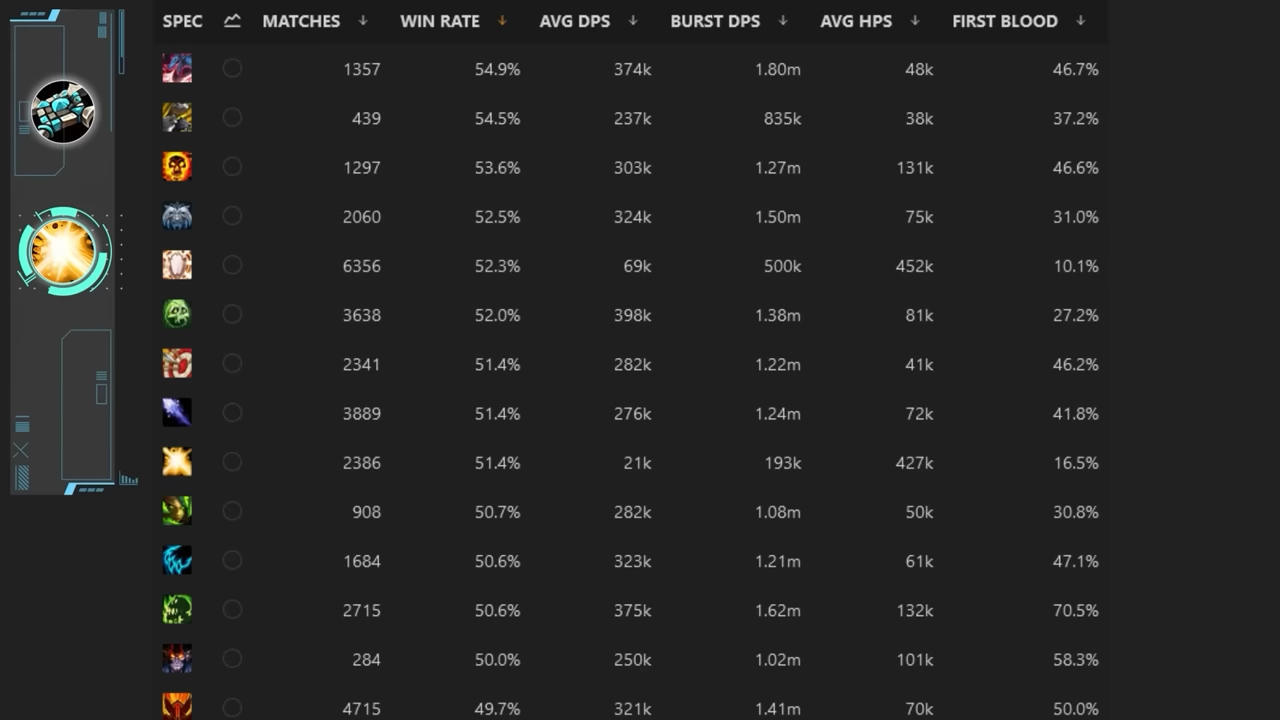 SPEC MATCHES WIN RATE AVG DPS BURST DPS AVG HPS FIRST BLOOD
1357 54.9% 374k 1.80m 48k 46.7%
439 54.5% 237k 835k 38k 37.2%
1297 53.6% 303k 1.27m 131k 46.6%
2060 52.5% 324k 1.50m 75k 31.0%
6356 52.3% 69k 500k 452k 10.1%
3638 52.0% 398k 1.38m 81k 27.2%
2341 51.4% 282k 1.22m 41k 46.2%
3889 51.4% 276k 1.24m 72k 41.8%
2386 51.4% 21k 193k 427k 16.5%
908 50.7% 282k 1.08m 50k 30.8%
1684 50.6% 323k 1.21m 61k 47.1%
2715 50.6% 375k 1.62m 132k 70.5%
284 50.0% 250k 1.02m 101k 58.3%
4715 49.7% 321k 1.41m 70k 50.0%